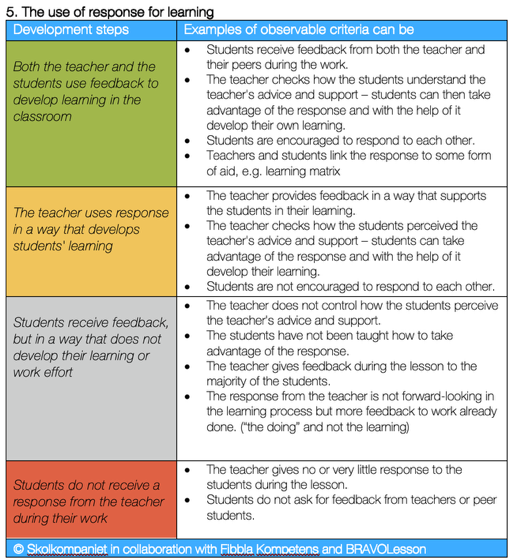 5. The use of response for learning
Development steps
Examples of observable criteria can be
Both the teacher and the
students use feedback to
develop learning in the
classroom
• Students receive feedback from both the teacher and
their peers during the work.
• The teacher checks how the students understand the
teacher's advice and support – students can then take
advantage of the response and with the help of it
develop their own learning.
• Students are encouraged to respond to each other.
• Teachers and students link the response to some form
of aid, e.g. learning matrix
The teacher uses response
in a way that develops
students' learning
• The teacher provides feedback in a way that supports
the students in their learning.
• The teacher checks how the students perceived the
teacher's advice and support – students can take
advantage of the response and with the help of it
develop their learning.
• Students are not encouraged to respond to each other.
Students receive feedback,
but in a way that does not
develop their learning or
work effort
• The teacher does not control how the students perceive
the teacher's advice and support.
• The students have not been taught how to take
advantage of the response.
• The teacher gives feedback during the lesson to the
majority of the students.
• The response from the teacher is not forward-looking in
the learning process but more feedback to work already
done. ("the doing" and not the learning)
Students do not receive a
response from the teacher
during their work
• The teacher gives no or very little response to the
students during the lesson.
• Students do not ask for feedback from teachers or peer
students.
© Skolkompaniet in collaboration with Fibbla Kompetens and BRAVOLesson